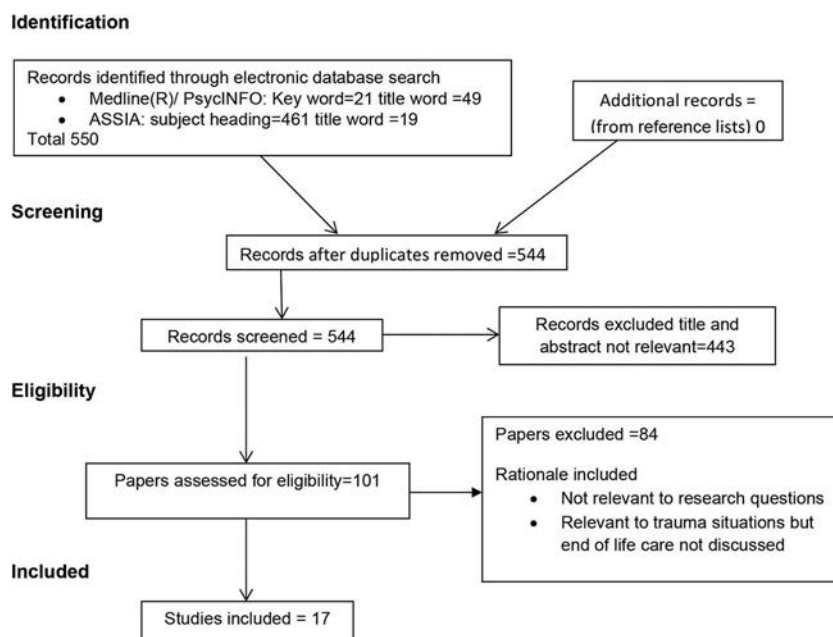 Identification
Records identified through electronic database search
• Medline(R)/ PsycINFO: Key word=21 title word =49
• ASSIA: subject heading=461 title word =19
Total 550
Additional records =
(from reference lists) 0
Screening
Records after duplicates removed =544
Records screened = 544
Records excluded title and
abstract not relevant=443
Eligibility
Papers assessed for eligibility=101
Papers excluded =84
Rationale included
• Not relevant to research questions
• Relevant to trauma situations but
end of life care not discussed
Included
Studies included = 17